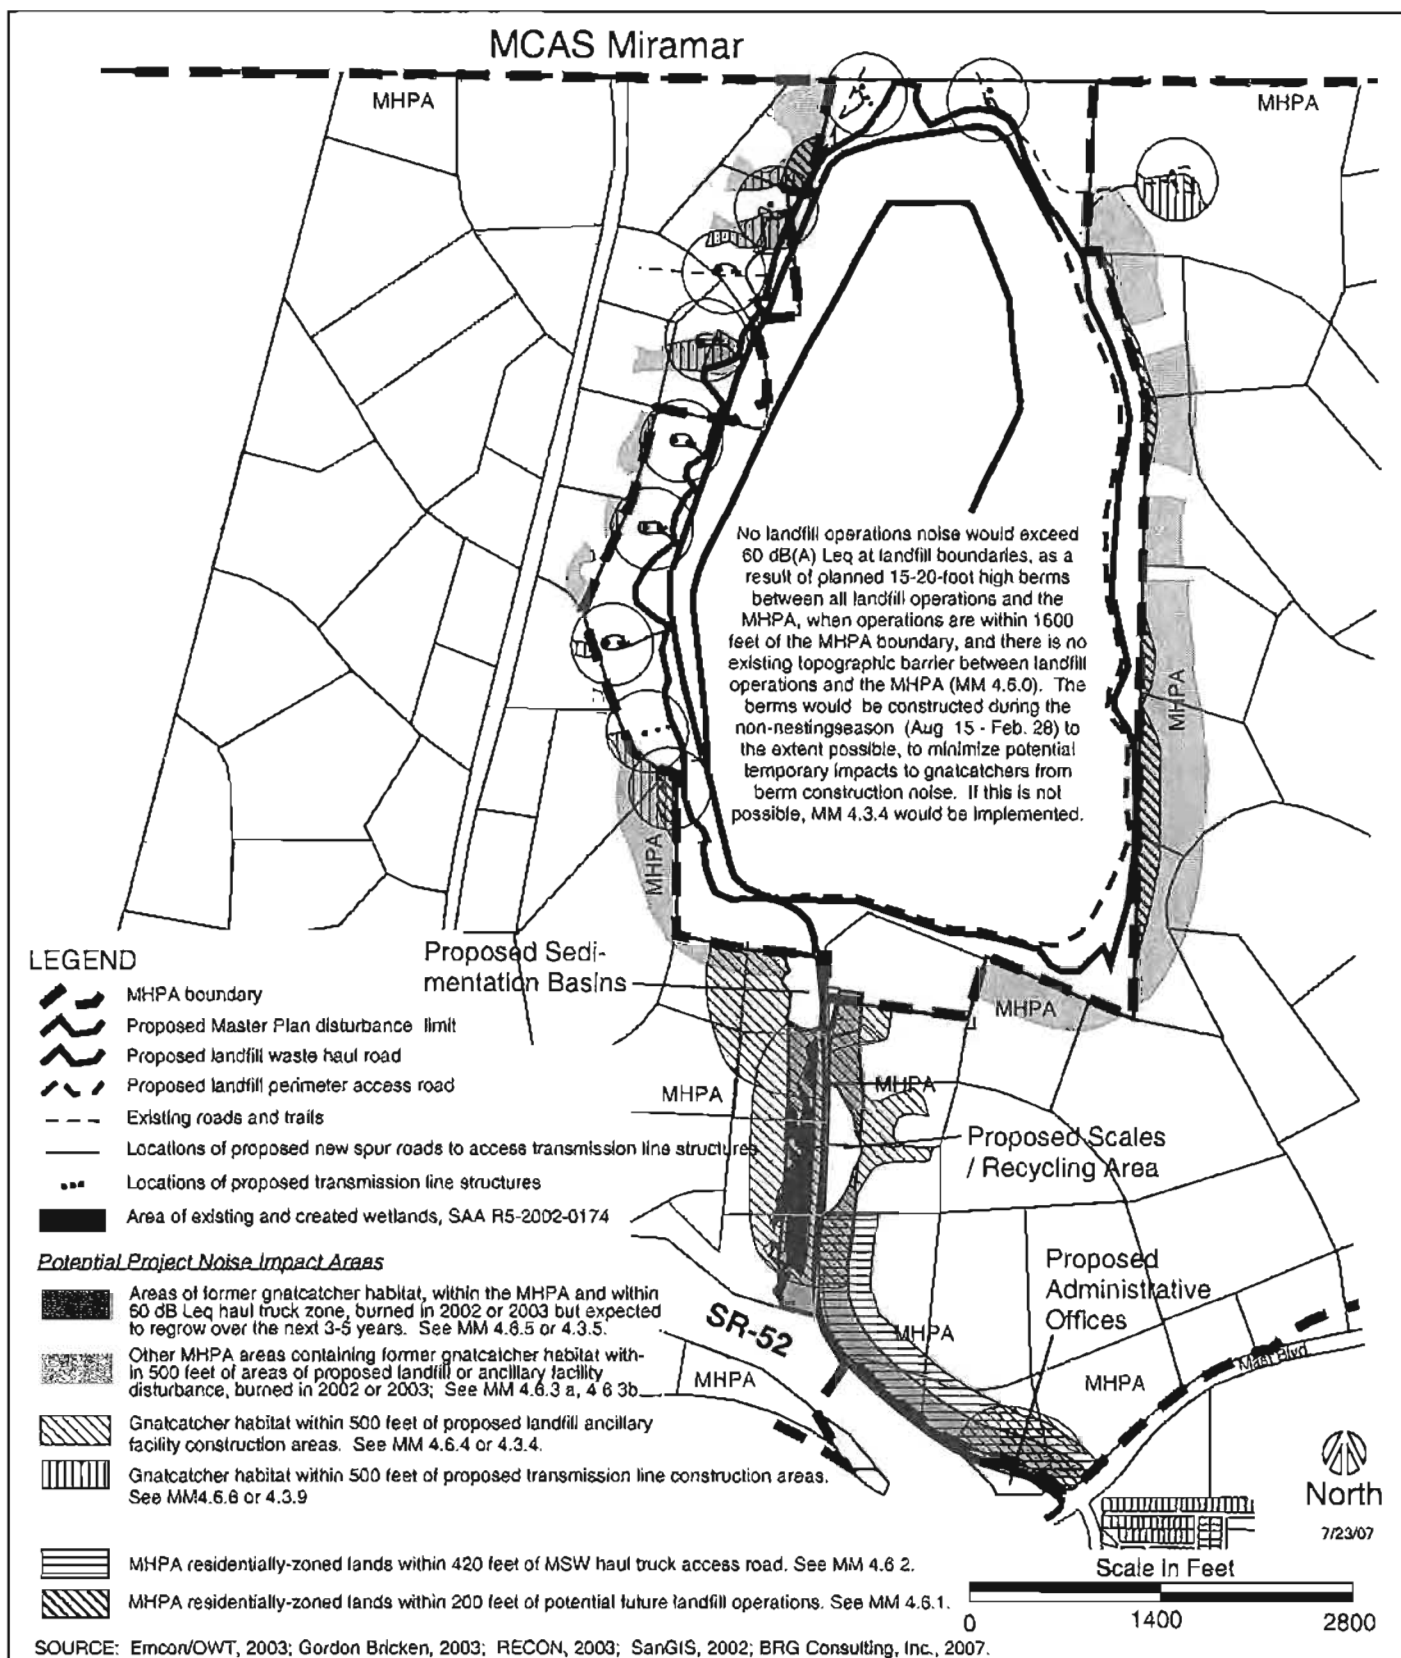 MCAS Miramar
MHPA
MHPA
No landfill operations noise would exceed
60 dB(A) Leq at landfill boundaries, as a
result of planned 15-20-foot high berms
between all landfill operations and the
MHPA, when operations are within 1600
feet of the MHPA boundary, and there is no
existing topographic barrier between landfill
operations and the MHPA (MM 4.6.0). The
berms would be constructed during the
non-nestingseason (Aug 15 - Feb. 28) to
the extent possible, to minimize potential
temporary impacts to gnatcatchers from
berm construction noise. If this is not
possible, MM 4.3.4 would be implemented.
MHPA
MHPA
Proposed Sedi-
mentation Basins
MHPA
MHPA
MHPA
Proposed Scales
/ Recycling Area
Proposed
Administrative
Offices
SR-52
MHPA
MHPA
MHPA
Mast Blvd
LEGEND
MHPA boundary
Proposed Master Plan disturbance limit
Proposed landfill waste haul road
Proposed landfill perimeter access road
Existing roads and trails
Locations of proposed new spur roads to access transmission line structures
Locations of proposed transmission line structures
Area of existing and created wetlands, SAA R5-2002-0174
Potential Project Noise Impact Areas
Areas of former gnatcatcher habitat, within the MHPA and within
60 dB Leq haul truck zone, burned in 2002 or 2003 but expected
to regrow over the next 3-5 years. See MM 4.6.5 or 4.3.5.
Other MHPA areas containing former gnatcatcher habitat with-
in 500 feet of areas of proposed landfill or ancillary facility
disturbance, burned in 2002 or 2003; See MM 4.6.3 a, 4 6 3b
Gnatcatcher habitat within 500 feet of proposed landfill ancillary
facility construction areas. See MM 4.6.4 or 4.3.4.
Gnatcatcher habitat within 500 feet of proposed transmission line construction areas.
See MM4.6.6 or 4.3.9
MHPA residentially-zoned lands within 420 feet of MSW haul truck access road. See MM 4.6 2.
MHPA residentially-zoned lands within 200 feet of potential future landfill operations. See MM 4.6.1.
North
7/23/07
Scale in Feet
0 1400 2800
SOURCE: Emcon/OWT, 2003; Gordon Bricken, 2003; RECON, 2003; SanGIS, 2002; BRG Consulting, Inc., 2007.